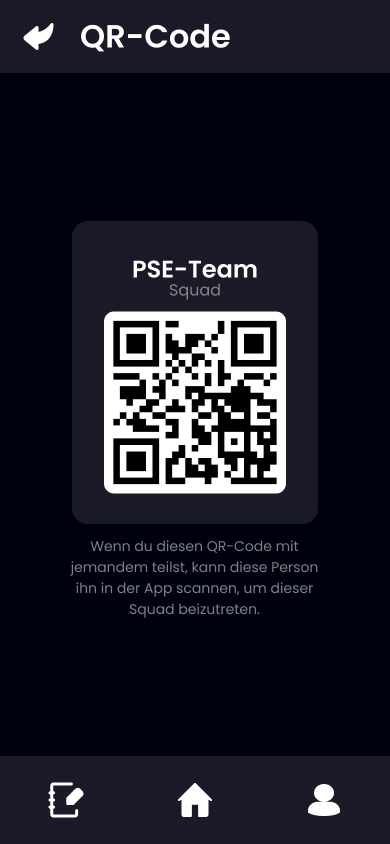 QR-Code
PSE-Team
Squad
Wenn du diesen QR-Code mit
jemandem teilst, kann diese Person
ihn in der App scannen, um dieser
Squad beizutreten.